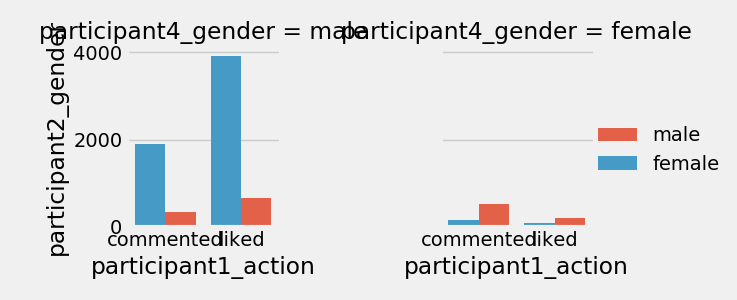 participant4_gender = male
participant4_gender = female
participant2_gender
4000
2000
0
commented
liked
commented
liked
participant1_action
participant1_action
male
female